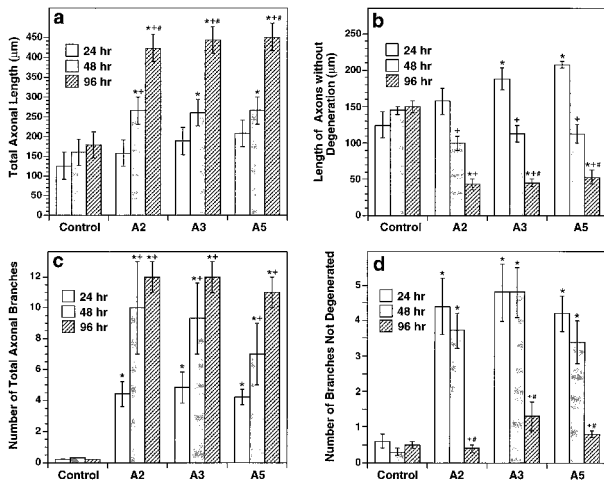 a
Total Axonal Length (μm)
450
400
350
300
250
200
150
100
50
0
24 hr
48 hr
96 hr
*+
*+#
*
*+#
*
*+#
Control
A2
A3
A5
b
Length of Axons without
Degeneration (μm)
250
200
150
100
50
0
24 hr
48 hr
96 hr
+
*+
*
+
*+#
*
+
*+#
Control
A2
A3
A5
c
Number of Total Axonal Branches
12
10
8
6
4
2
0
24 hr
48 hr
96 hr
*
*+
*+
*
*+
*+
*
*+
*+
Control
A2
A3
A5
d
Number of Branches Not Degenerated
5
4
3
2
1
0
24 hr
48 hr
96 hr
*
*
+#
*
*
+#
*
*
+#
Control
A2
A3
A5